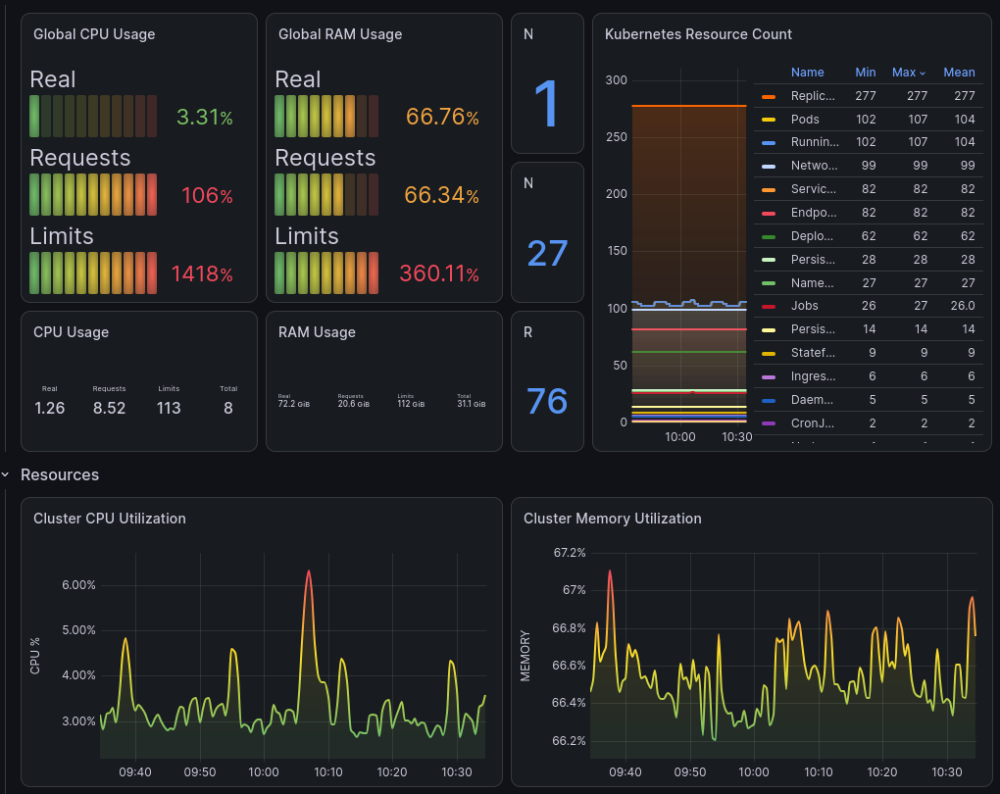 Global CPU Usage
Real
3.31%
Requests
106%
Limits
1418%
Global RAM Usage
Real
66.76%
Requests
66.34%
Limits
360.11%
N
1
N
27
R
76
CPU Usage
Real Requests Limits Total
1.26 8.52 113 8
RAM Usage
Real Requests Limits Total
72.2 GiB 20.6 GiB 112 GiB 31.1 GiB
Kubernetes Resource Count
300
250
200
150
100
50
0
10:00 10:30
Name Min Max Mean
Replic... 277 277 277
Pods 102 107 104
Runnin... 102 107 104
Netwo... 99 99 99
Servic... 82 82 82
Endpo... 82 82 82
Deplo... 62 62 62
Persis... 28 28 28
Name... 27 27 27
Jobs 26 27 26.0
Persis... 14 14 14
Statef... 9 9 9
Ingres... 6 6 6
Daem... 5 5 5
CronJ... 2 2 2
Resources
Cluster CPU Utilization
CPU %
6.00%
5.00%
4.00%
3.00%
09:40 09:50 10:00 10:10 10:20 10:30
Cluster Memory Utilization
MEMORY
67.2%
67%
66.8%
66.6%
66.4%
66.2%
09:40 09:50 10:00 10:10 10:20 10:30